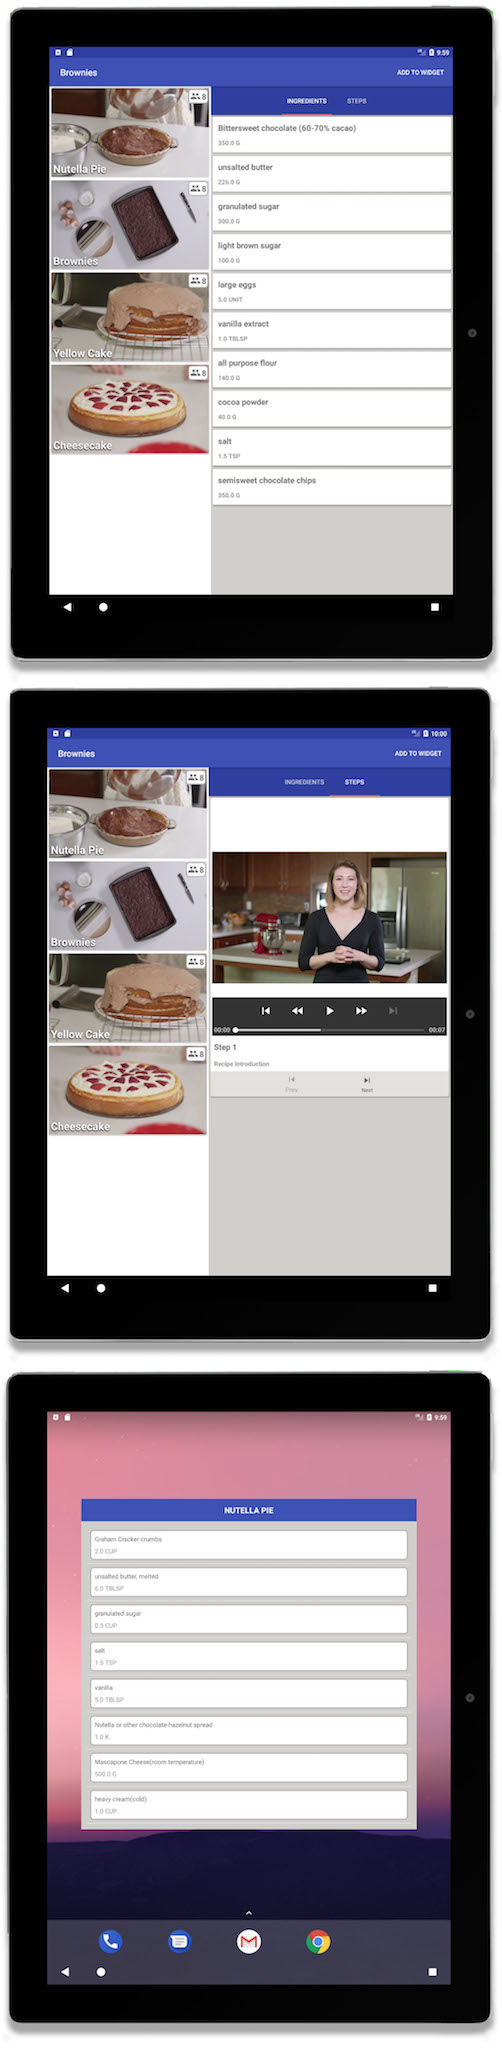 9:59
Brownies
ADD TO WIDGET
8
Nutella Pie
8
Brownies
8
Yellow Cake
8
Cheesecake
INGREDIENTS STEPS
Bittersweet chocolate (60-70% cacao)
350.0 G
unsalted butter
226.0 G
granulated sugar
300.0 G
light brown sugar
100.0 G
large eggs
5.0 UNIT
vanilla extract
1.0 TBLSP
all purpose flour
140.0 G
cocoa powder
40.0 G
salt
1.5 TSP
semisweet chocolate chips
350.0 G
10:00
Brownies
ADD TO WIDGET
8
Nutella Pie
8
Brownies
8
Yellow Cake
8
Cheesecake
INGREDIENTS STEPS
00:00 00:07
Step 1
Recipe Introduction
Prev Next
9:59
NUTELLA PIE
Graham Cracker crumbs
2.0 CUP
unsalted butter, melted
6.0 TBLSP
granulated sugar
0.5 CUP
salt
1.5 TSP
vanilla
5.0 TBLSP
Nutella or other chocolate-hazelnut spread
1.0 K
Mascapone Cheese(room temperature)
500.0 G
heavy cream(cold)
1.0 CUP